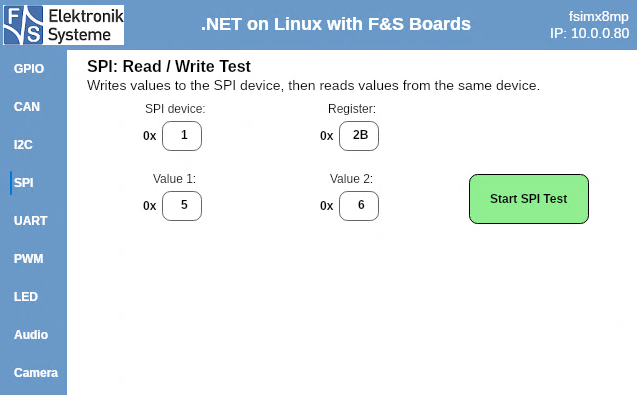 F
S
Elektronik
Systeme
.NET on Linux with F&S Boards
fsimx8mp
IP: 10.0.0.80
GPIO
CAN
I2C
SPI
UART
PWM
LED
Audio
Camera
SPI: Read / Write Test
Writes values to the SPI device, then reads values from the same device.
SPI device:
Register:
0x 1
0x 2B
Value 1:
Value 2:
0x 5
0x 6
Start SPI Test